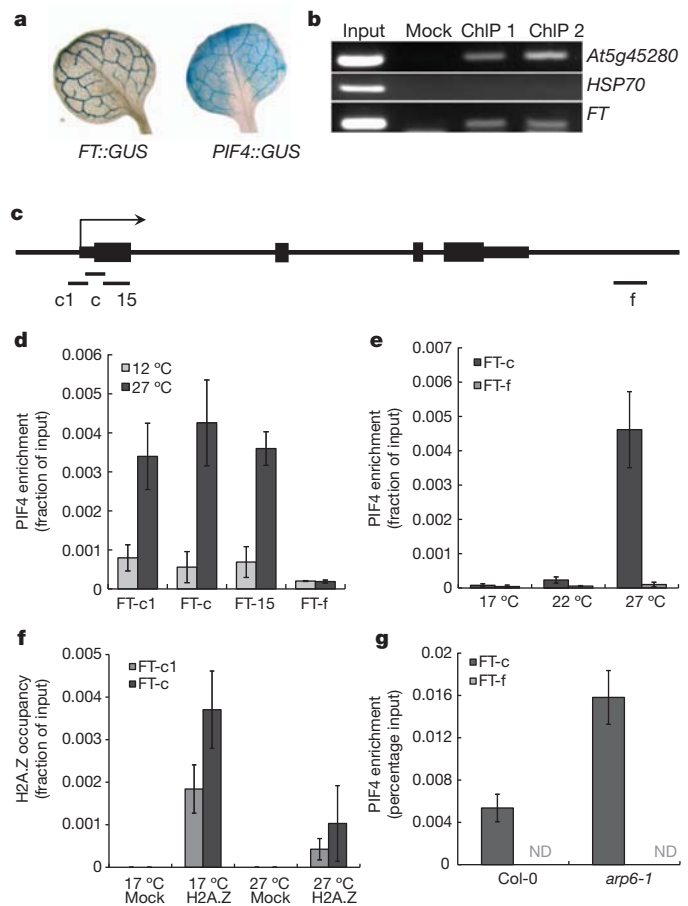 a
FT::GUS
PIF4::GUS
b
Input Mock ChIP 1 ChIP 2
At5g45280
HSP70
FT
c
c1 c 15 f
d
PIF4 enrichment
(fraction of input)
0.006
0.005
0.004
0.003
0.002
0.001
0
12 ºC
27 ºC
FT-c1 FT-c FT-15 FT-f
e
PIF4 enrichment
(fraction of input)
0.007
0.006
0.005
0.004
0.003
0.002
0.001
0
FT-c
FT-f
17 ºC 22 ºC 27 ºC
f
H2A.Z occupancy
(fraction of input)
0.005
0.004
0.003
0.002
0.001
0
FT-c1
FT-c
17 ºC 17 ºC 27 ºC 27 ºC
Mock H2A.Z Mock H2A.Z
g
PIF4 enrichment
(percentage input)
0.02
0.016
0.012
0.008
0.004
0
FT-c
FT-f
ND
ND
Col-0 arp6-1